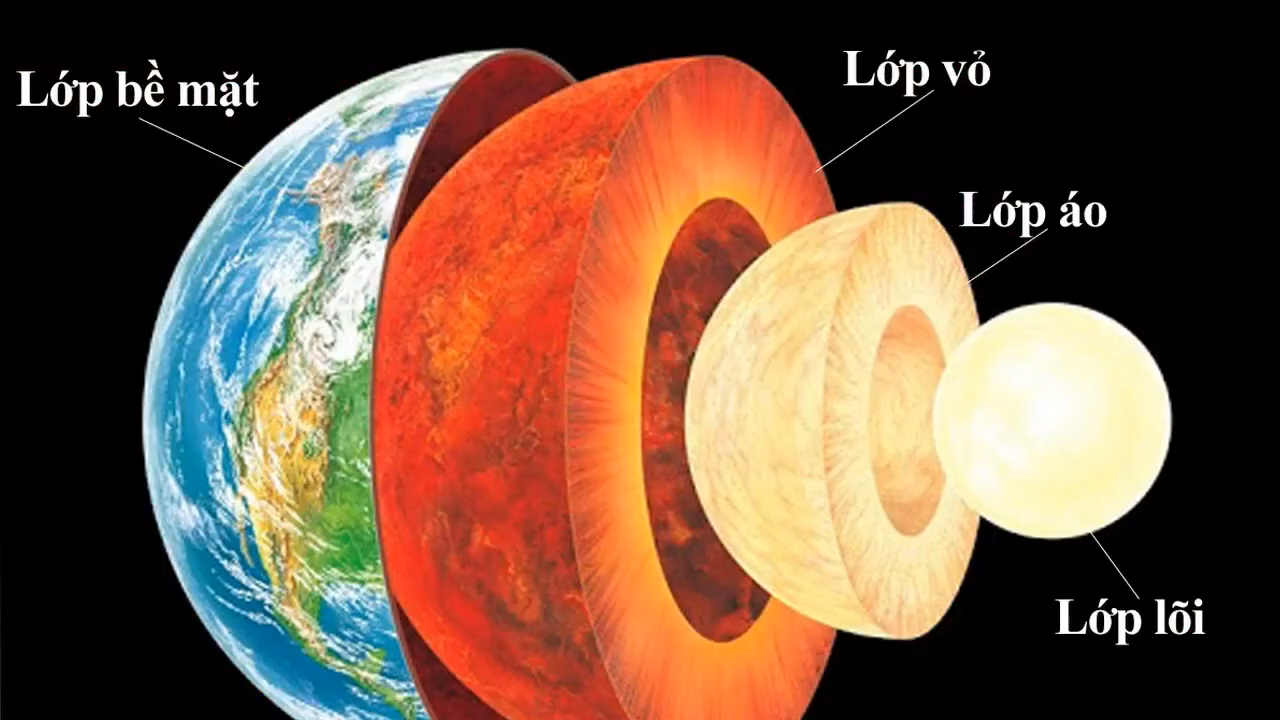 Lớp bề mặt
Lớp vỏ
Lớp áo
Lớp lõi